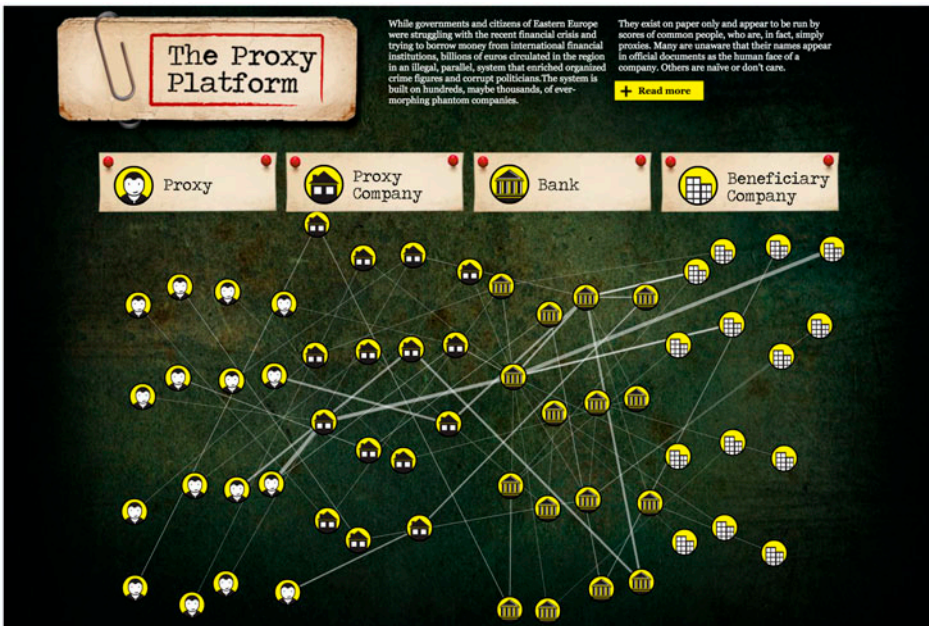 The Proxy
Platform
While governments and citizens of Eastern Europe
were struggling with the recent financial crisis and
trying to borrow money from international financial
institutions, billions of euros circulated in the region
in an illegal, parallel, system that enriched organized
crime figures and corrupt politicians.The system is
built on hundreds, maybe thousands, of ever-
morphing phantom companies.
They exist on paper only and appear to be run by
scores of common people, who are, in fact, simply
proxies. Many are unaware that their names appear
in official documents as the human face of a
company. Others are naïve or don't care.
+ Read more
Proxy
Proxy
Company
Bank
Beneficiary
Company